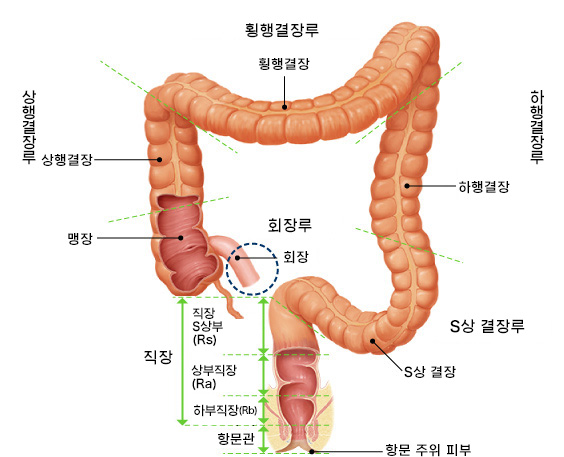 횡행결장루
횡행결장
상행결장루
하행결장루
상행결장
하행결장
맹장
회장루
회장
직장
S상부
(Rs)
S상 결장루
직장
상부직장
(Ra)
S상 결장
하부직장(Rb)
항문관
항문 주위 피부